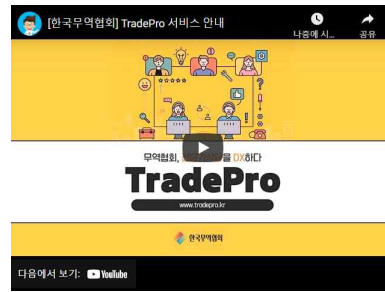 [한국무역협회] TradePro 서비스 안내
나중에 시...
공유
무역협회, 을 DX하다
TradePro
www.tradepro.kr
한국무역협회
다음에서 보기: YouTube